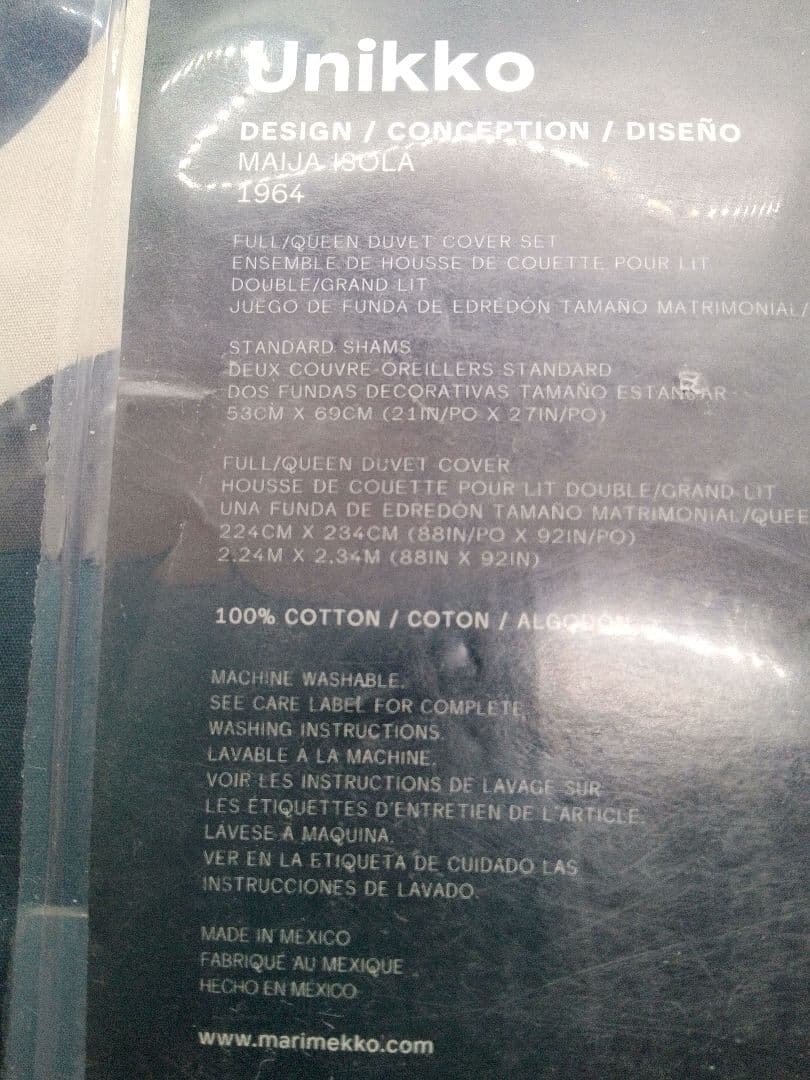 Unikko
DESIGN / CONCEPTION / DISEÑO
MAIJA ISOLA
1964
FULL/QUEEN DUVET COVER SET
ENSEMBLE DE HOUSSE DE COUETTE POUR LIT
DOUBLE/GRAND LIT
JUEGO DE FUNDA DE EDREDÓN TAMAÑO MATRIMONIAL/
STANDARD SHAMS
DEUX COUVRE-OREILLERS STANDARD
DOS FUNDAS DECORATIVAS TAMAÑO ESTANDAR
53CM X 69CM (21IN/PO X 27IN/PO)
FULL/QUEEN DUVET COVER
HOUSSE DE COUETTE POUR LIT DOUBLE/GRAND LIT
UNA FUNDA DE EDREDÓN TAMAÑO MATRIMONIAL/QUEE
224CM X 234CM (88IN/PO X 92IN/PO)
2.24M X 2.34M (88IN X 92IN)
100% COTTON / COTON / ALGODON
MACHINE WASHABLE.
SEE CARE LABEL FOR COMPLETE
WASHING INSTRUCTIONS.
LAVABLE À LA MACHINE.
VOIR LES INSTRUCTIONS DE LAVAGE SUR
LES ÉTIQUETTES D'ENTRETIEN DE L'ARTICLE.
LÁVESE A MAQUINA.
VER EN LA ETIQUETA DE CUIDADO LAS
INSTRUCCIONES DE LAVADO.
MADE IN MEXICO
FABRIQUÉ AU MEXIQUE
HECHO EN MÉXICO
www.marimekko.com